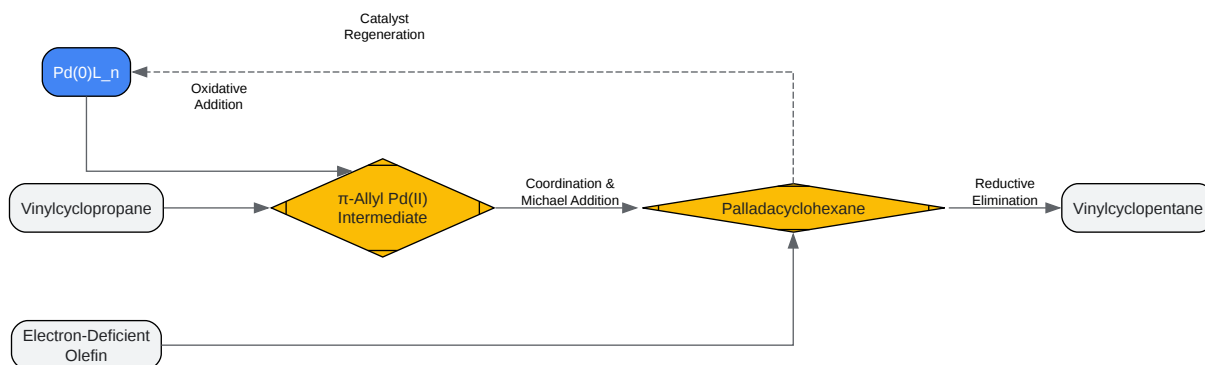 Catalyst
Regeneration
Pd(0)L_n
Oxidative
Addition
Vinylcyclopropane
π-Allyl Pd(II)
Intermediate
Coordination &
Michael Addition
Palladacyclohexane
Reductive
Elimination
Vinylcyclopentane
Electron-Deficient
Olefin